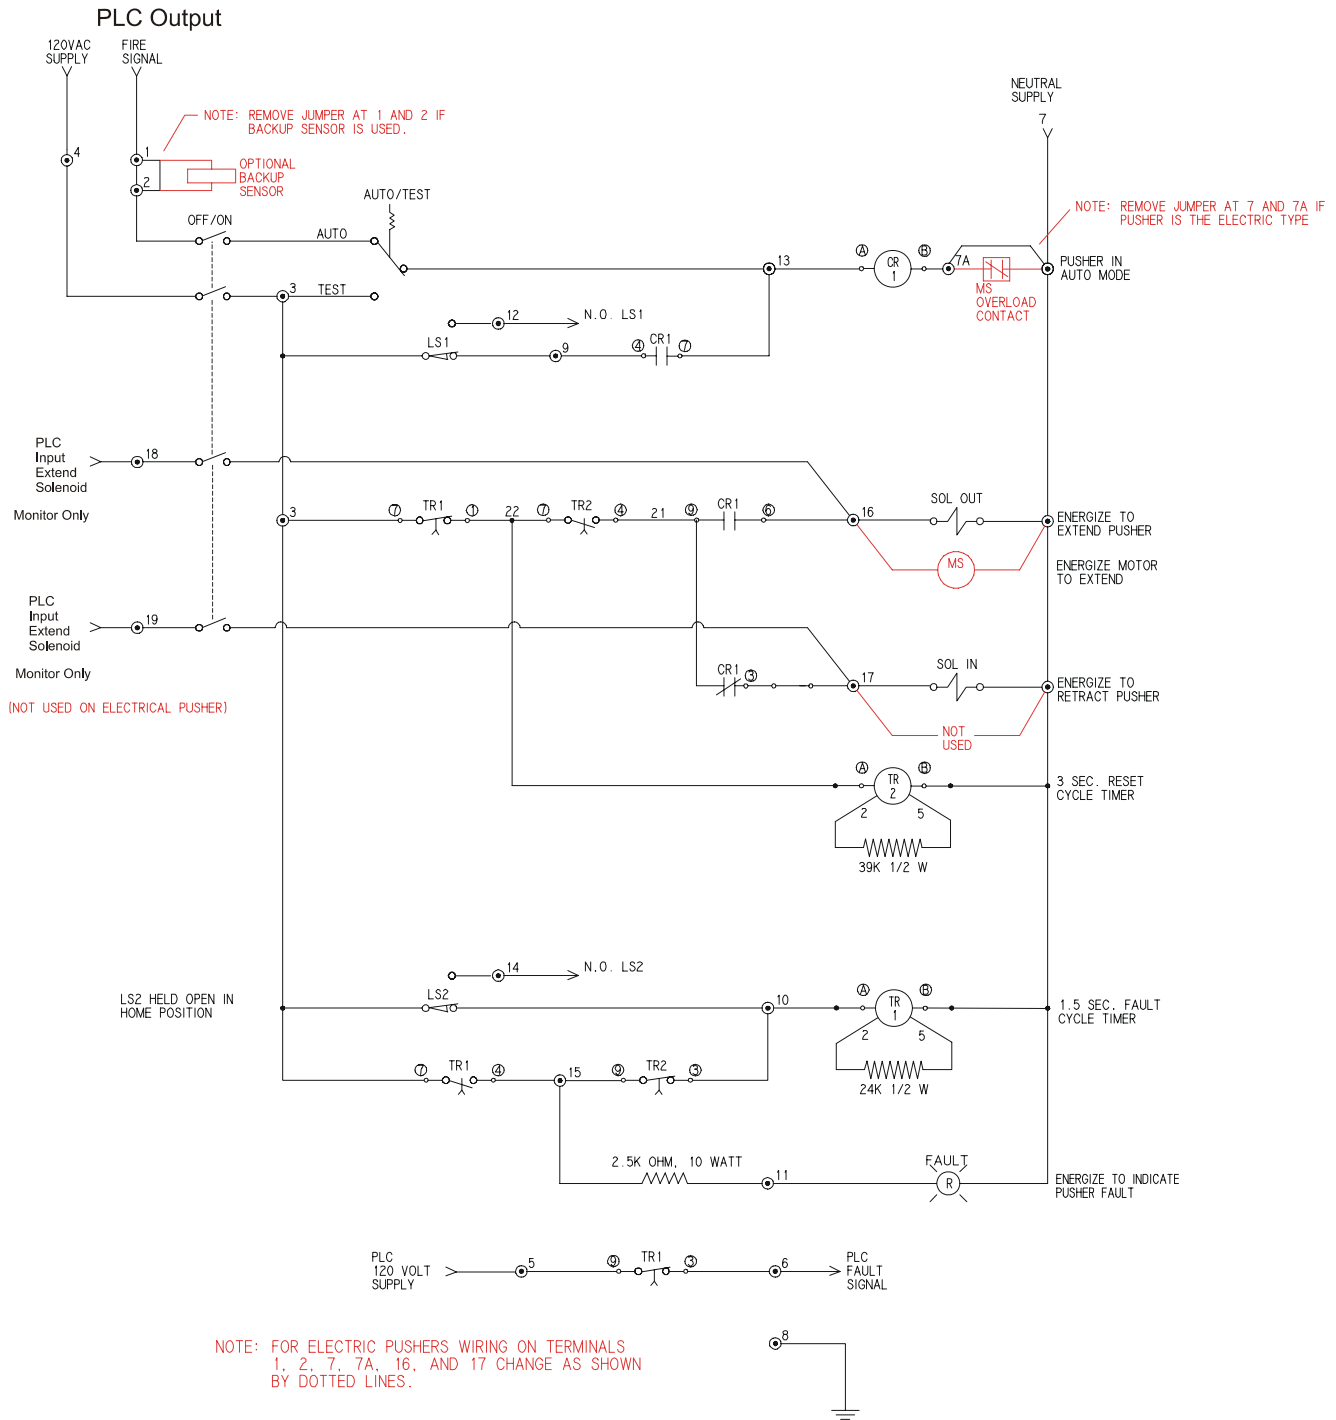 PLC Output
120VAC
SUPPLY
FIRE
SIGNAL
NOTE: REMOVE JUMPER AT 1 AND 2 IF
BACKUP SENSOR IS USED.
NEUTRAL
SUPPLY
7
4
1
2
OPTIONAL
BACKUP
SENSOR
AUTO/TEST
OFF/ON
AUTO
NOTE: REMOVE JUMPER AT 7 AND 7A IF
PUSHER IS THE ELECTRIC TYPE
13
A
CR
1
B
7A
PUSHER IN
AUTO MODE
MS
OVERLOAD
CONTACT
3
TEST
12
N.O. LS1
LS1
9
4
CR1
7
PLC
Input
Extend
Solenoid
18
Monitor Only
3
7
TR1
1
22
7
TR2
4
21
9
CR1
6
16
SOL OUT
ENERGIZE TO
EXTEND PUSHER
MS
ENERGIZE MOTOR
TO EXTEND
PLC
Input
Extend
Solenoid
19
Monitor Only
CR1
3
17
SOL IN
ENERGIZE TO
RETRACT PUSHER
(NOT USED ON ELECTRICAL PUSHER)
NOT
USED
A
TR
2
B
3 SEC. RESET
CYCLE TIMER
2
5
39K 1/2 W
14
N.O. LS2
LS2 HELD OPEN IN
HOME POSITION
LS2
10
A
TR
1
B
1.5 SEC. FAULT
CYCLE TIMER
2
5
24K 1/2 W
7
TR1
4
15
9
TR2
3
2.5K OHM, 10 WATT
11
FAULT
R
ENERGIZE TO INDICATE
PUSHER FAULT
PLC
120 VOLT
SUPPLY
5
9
TR1
3
6
PLC
FAULT
SIGNAL
8
NOTE: FOR ELECTRIC PUSHERS WIRING ON TERMINALS
1, 2, 7, 7A, 16, AND 17 CHANGE AS SHOWN
BY DOTTED LINES.